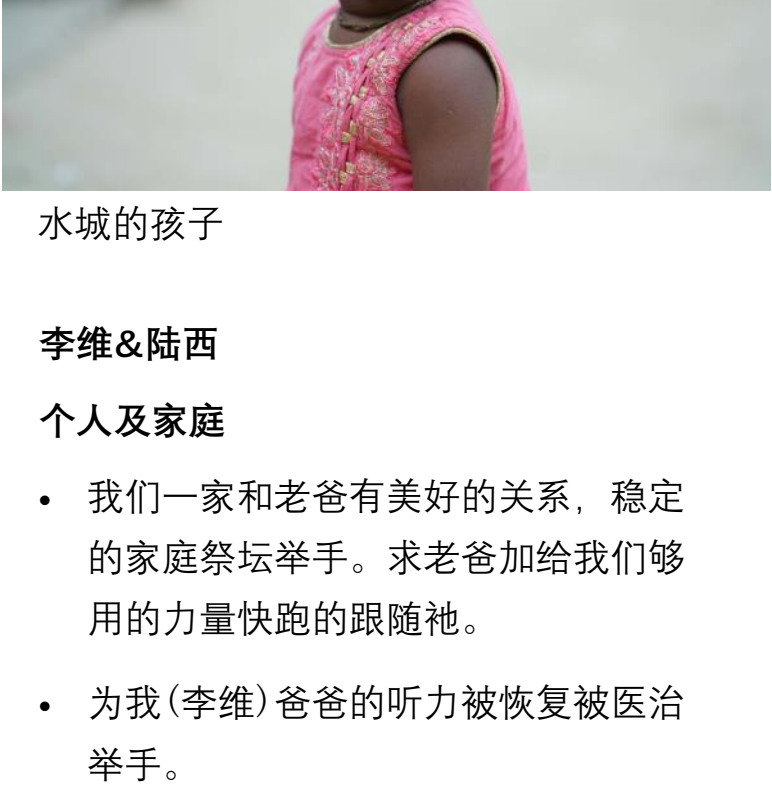 水城的孩子
李维&陆西
个人及家庭
• 我们一家和老爸有美好的关系，稳定
的家庭祭坛举手。求老爸加给我们够
用的力量快跑的跟随祂。
• 为我(李维)爸爸的听力被恢复被医治
举手。